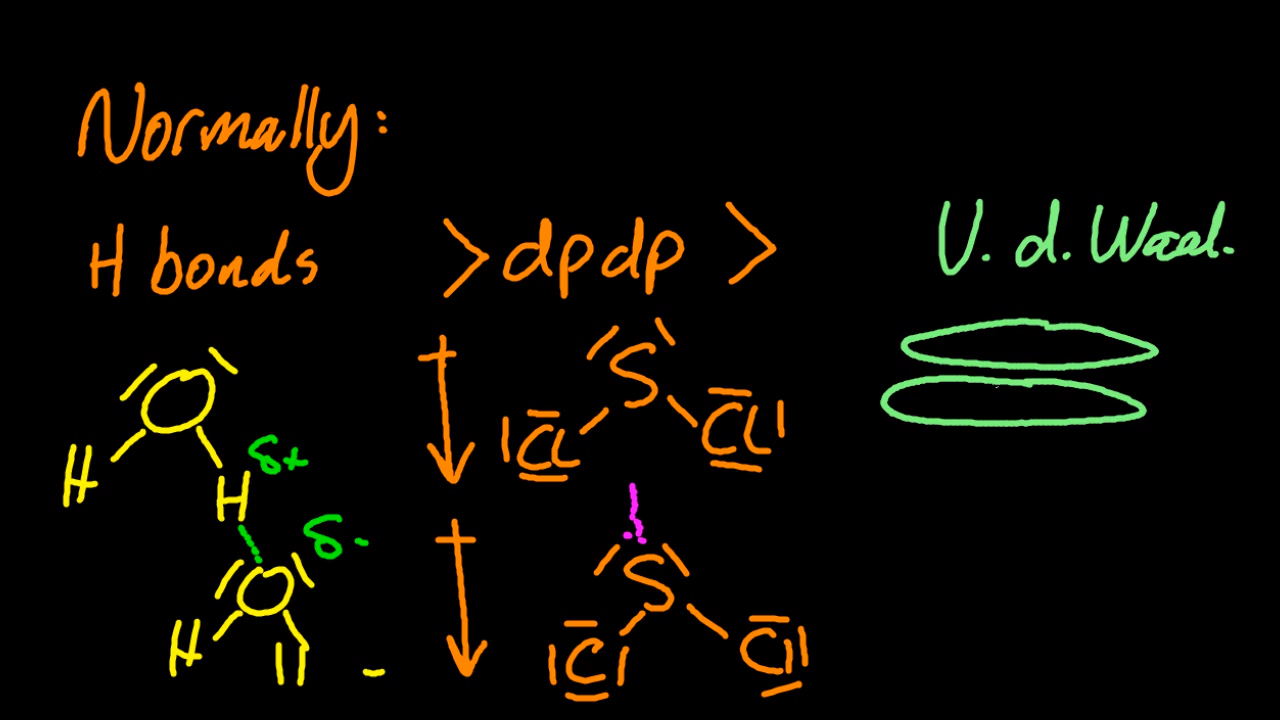 Normally:
H bonds > dpdp > V. d. Waal.
S
Cl Cl
H H δ+
δ-
S
H Cl Cl